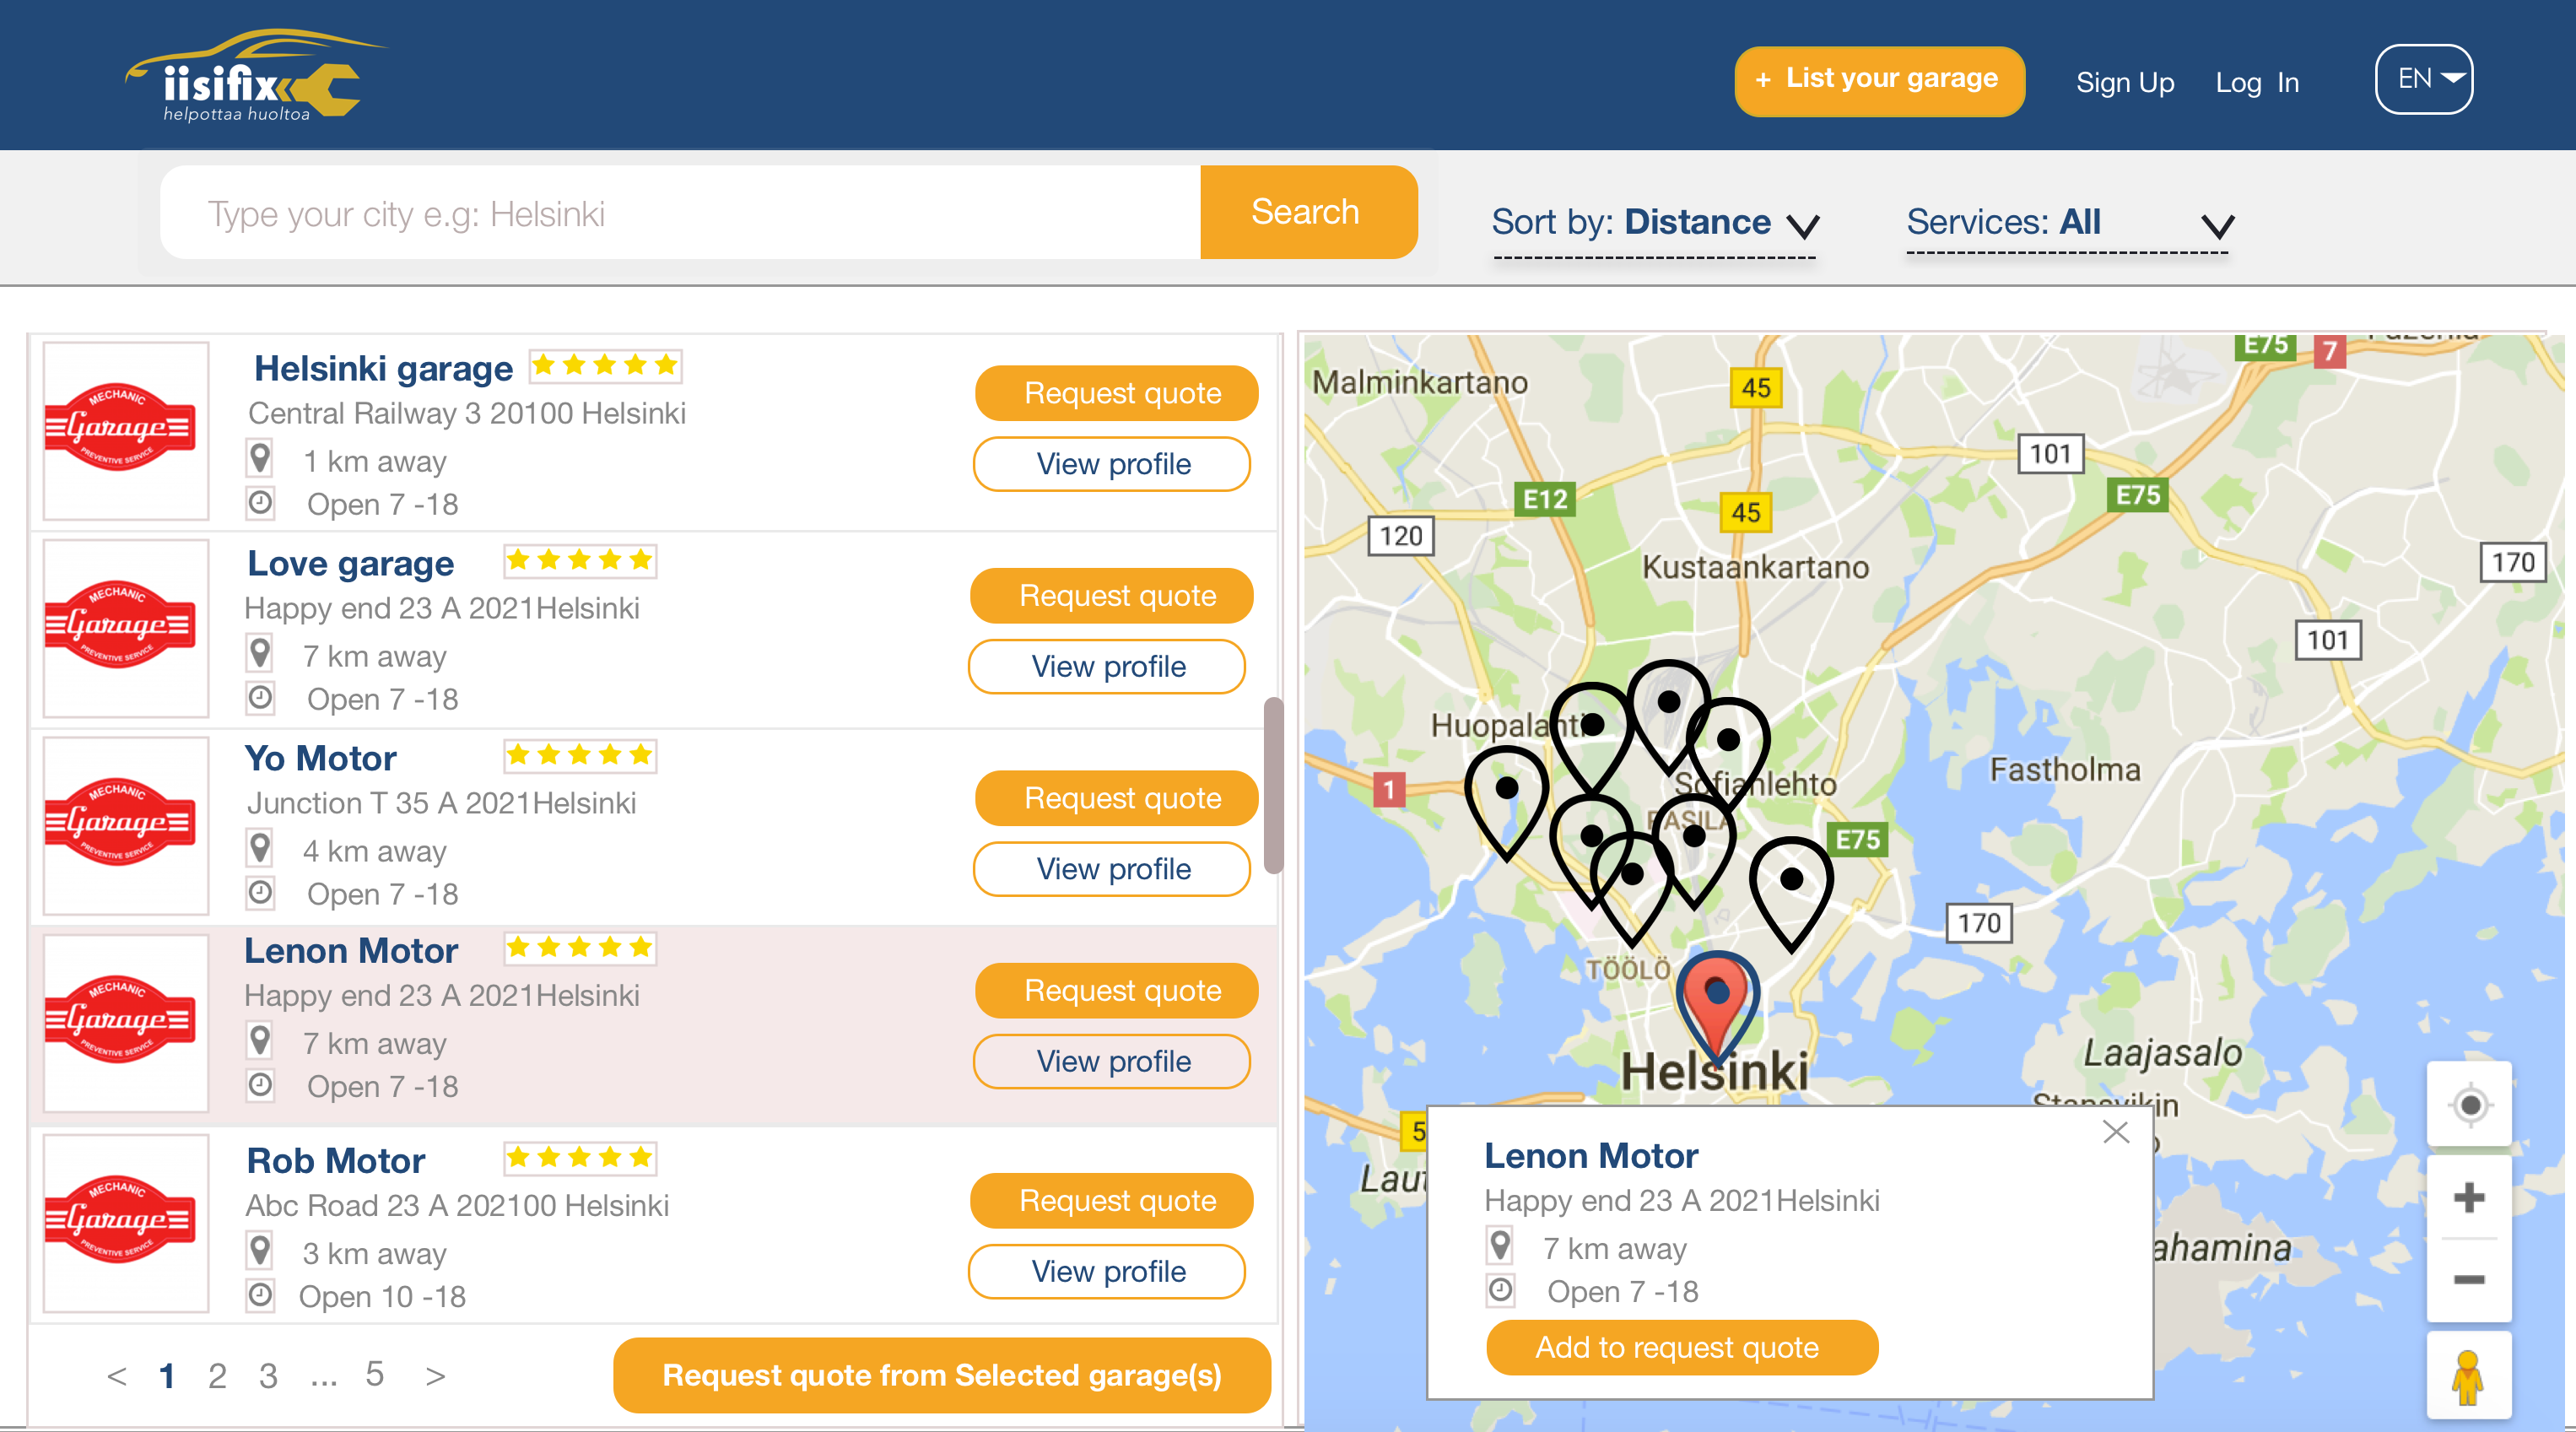 iisifix
helpottaa huoltoa
+ List your garage
Sign Up
Log In
EN
Type your city e.g: Helsinki
Search
Sort by: Distance
Services: All
MECHANIC
Garage
PREVENTIVE SERVICE
Helsinki garage
Central Railway 3 20100 Helsinki
1 km away
Open 7 -18
Request quote
View profile
MECHANIC
Garage
PREVENTIVE SERVICE
Love garage
Happy end 23 A 2021Helsinki
7 km away
Open 7 -18
Request quote
View profile
MECHANIC
Garage
PREVENTIVE SERVICE
Yo Motor
Junction T 35 A 2021Helsinki
4 km away
Open 7 -18
Request quote
View profile
MECHANIC
Garage
PREVENTIVE SERVICE
Lenon Motor
Happy end 23 A 2021Helsinki
7 km away
Open 7 -18
Request quote
View profile
MECHANIC
Garage
PREVENTIVE SERVICE
Rob Motor
Abc Road 23 A 202100 Helsinki
3 km away
Open 10 -18
Request quote
View profile
< 1 2 3 ... 5 >
Request quote from Selected garage(s)
E75
7
Malminkartano
45
101
E12
E75
45
120
170
Kustaankartano
101
Huopalahti
Sofianlehto
Fastholma
1
PASILA
E75
170
TÖÖLÖ
Helsinki
Laajasalo
5
Lenon Motor
Happy end 23 A 2021Helsinki
7 km away
Open 7 -18
Add to request quote